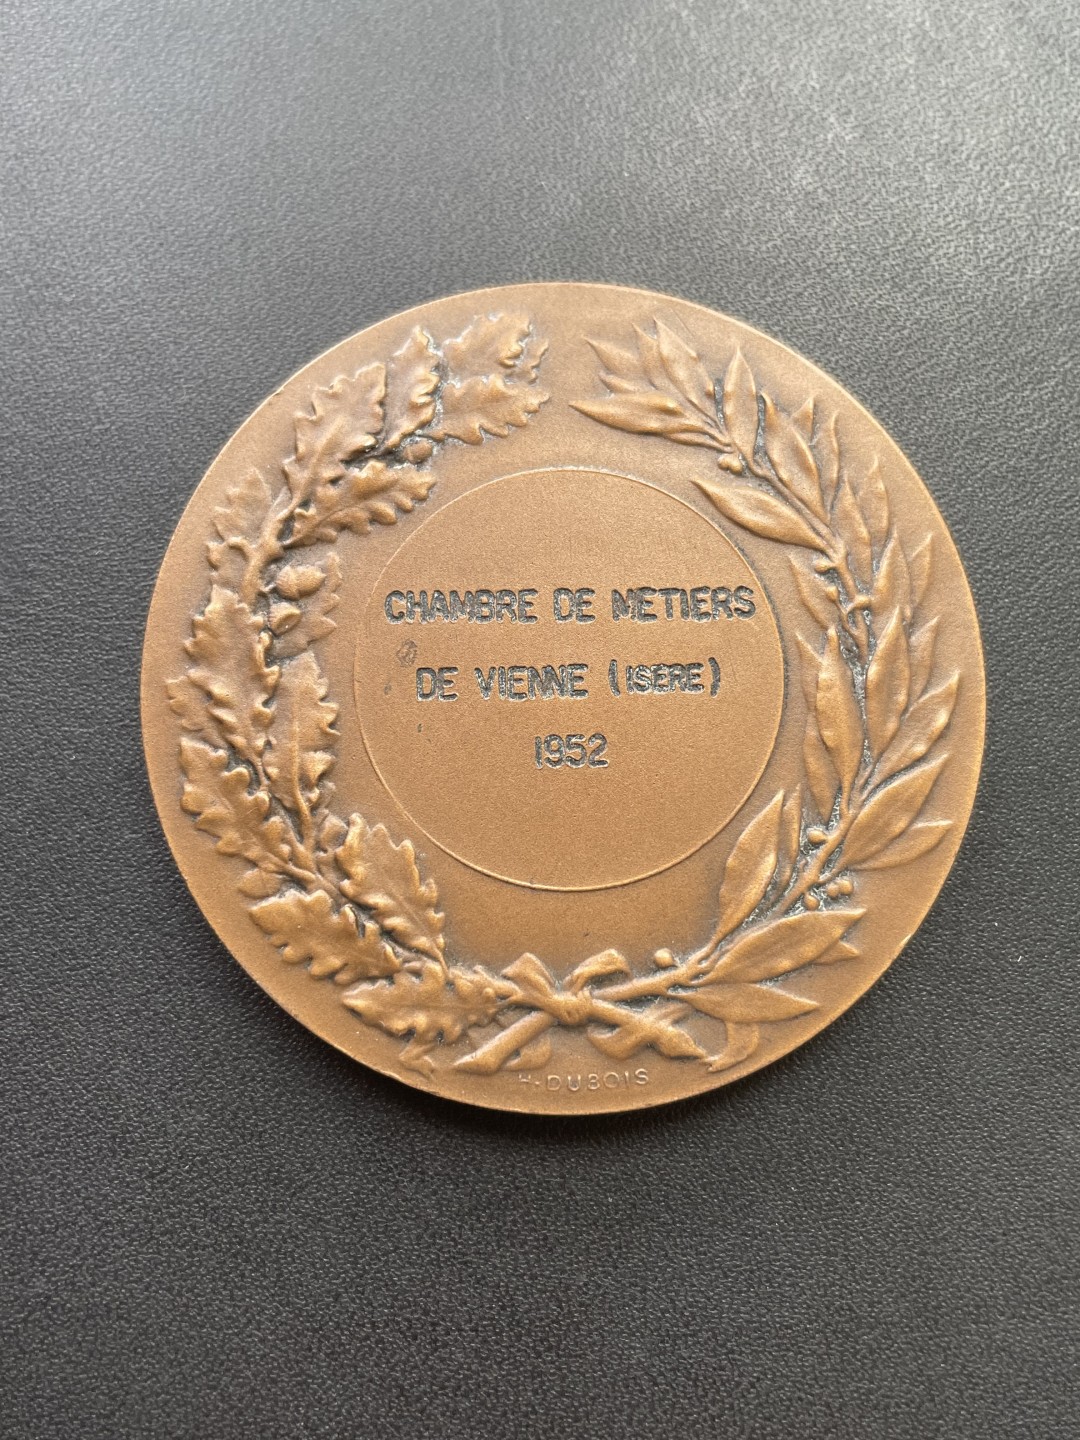 CHAMBRE DE METIERS
DE VIENNE (ISERE)
1952
H. DUBOIS